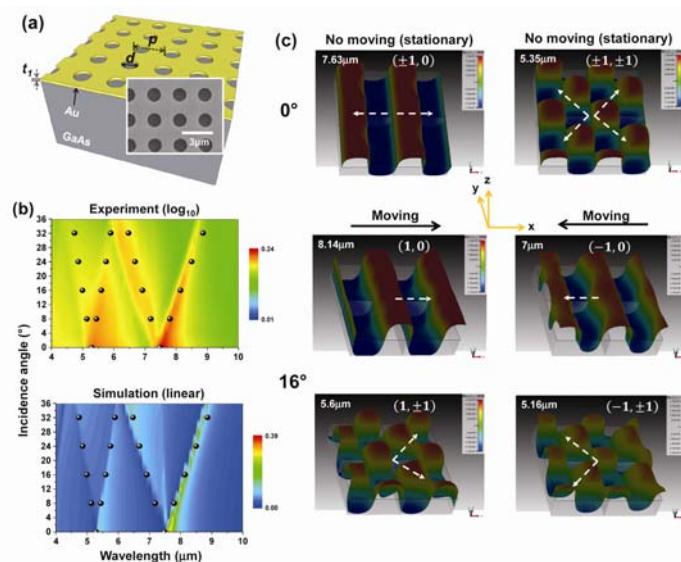 (a)
p
d
t1
Au
GaAs
3μm
(b)
Experiment (log10)
36
32
28
24
20
16
12
8
4
0
4 5 6 7 8 9 10
0.24
0.01
Incidence angle (°)
Simulation (linear)
36
32
28
24
20
16
12
8
4
0
4 5 6 7 8 9 10
0.39
0.00
Wavelength (μm)
(c)
No moving (stationary)
No moving (stationary)
0°
7.63μm
(±1, 0)
5.35μm
(±1, ±1)
z
y
x
Moving
Moving
16°
8.14μm
(1, 0)
7μm
(−1, 0)
5.6μm
(1, ±1)
5.16μm
(−1, ±1)